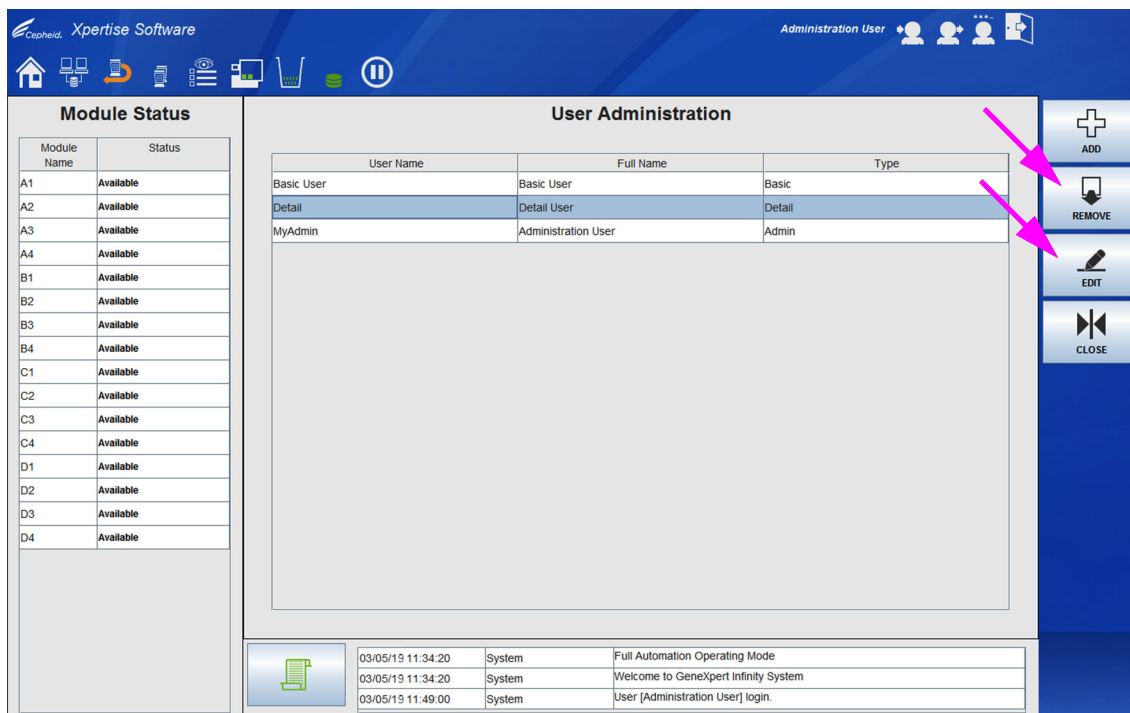 Cepheid. Xpertise Software
Administration User
Module Status
Module Name Status
A1 Available
A2 Available
A3 Available
A4 Available
B1 Available
B2 Available
B3 Available
B4 Available
C1 Available
C2 Available
C3 Available
C4 Available
D1 Available
D2 Available
D3 Available
D4 Available
User Administration
User Name Full Name Type
Basic User Basic User Basic
Detail Detail User Detail
MyAdmin Administration User Admin
ADD
REMOVE
EDIT
CLOSE
03/05/19 11:34:20 System Full Automation Operating Mode
03/05/19 11:34:20 System Welcome to GeneXpert Infinity System
03/05/19 11:49:00 System User [Administration User] login.